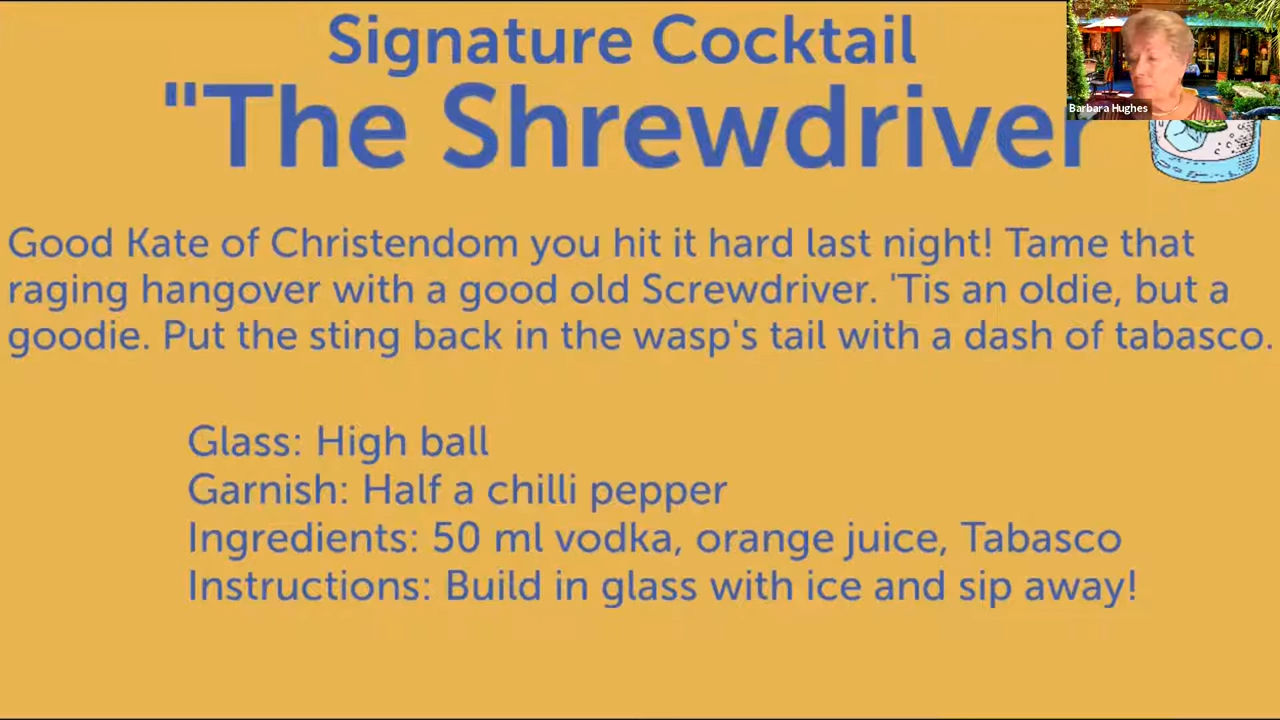 Signature Cocktail
"The Shrewdriver
Barbara Hughes
Good Kate of Christendom you hit it hard last night! Tame that
raging hangover with a good old Screwdriver. 'Tis an oldie, but a
goodie. Put the sting back in the wasp's tail with a dash of tabasco.
Glass: High ball
Garnish: Half a chilli pepper
Ingredients: 50 ml vodka, orange juice, Tabasco
Instructions: Build in glass with ice and sip away!